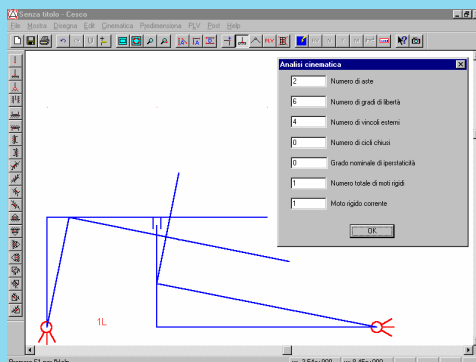 Senza titolo - Cesco
File Mostra Disegna Edit Cinematica Predimensiona PLV Post Help
Analisi cinematica
2 Numero di aste
6 Numero di gradi di libertà
4 Numero di vincoli esterni
0 Numero di cicli chiusi
0 Grado nominale di iperstaticità
1 Numero totale di moti rigidi
1 Moto rigido corrente
OK
1L